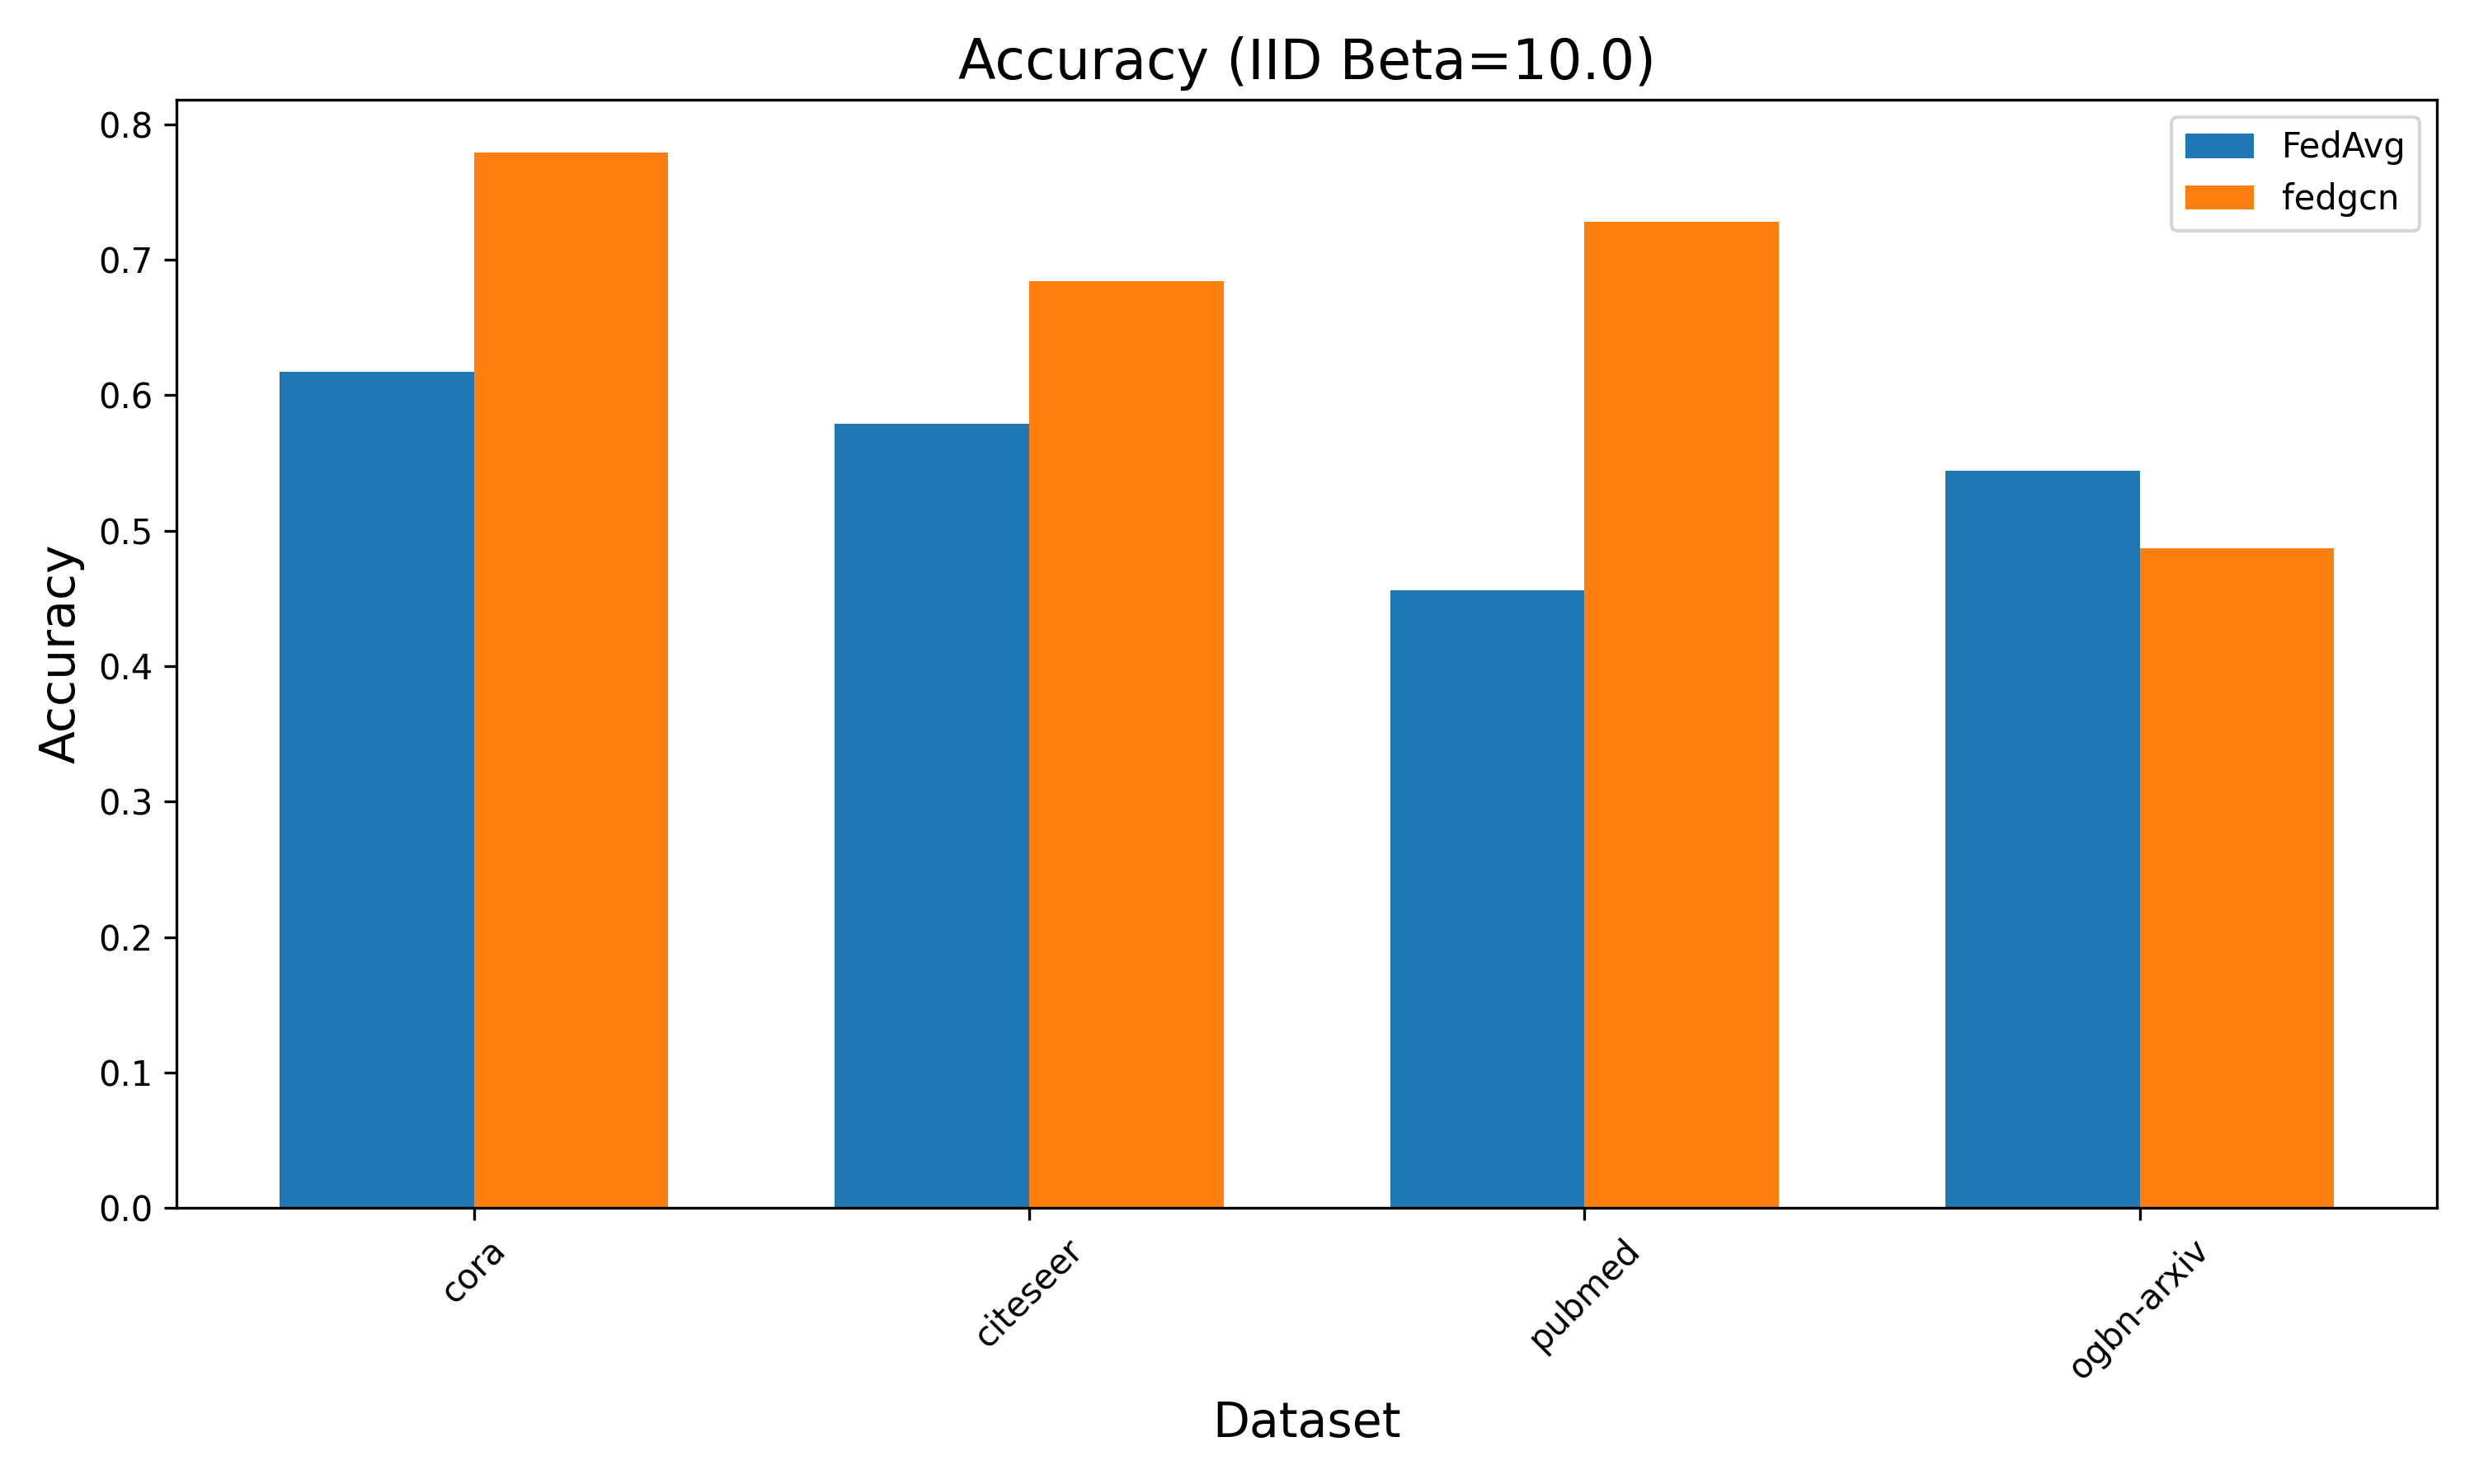 Accuracy (IID Beta=10.0)
FedAvg
fedgcn
Accuracy
0.8
0.7
0.6
0.5
0.4
0.3
0.2
0.1
0.0
cora
citeseer
pubmed
ogbn-arxiv
Dataset